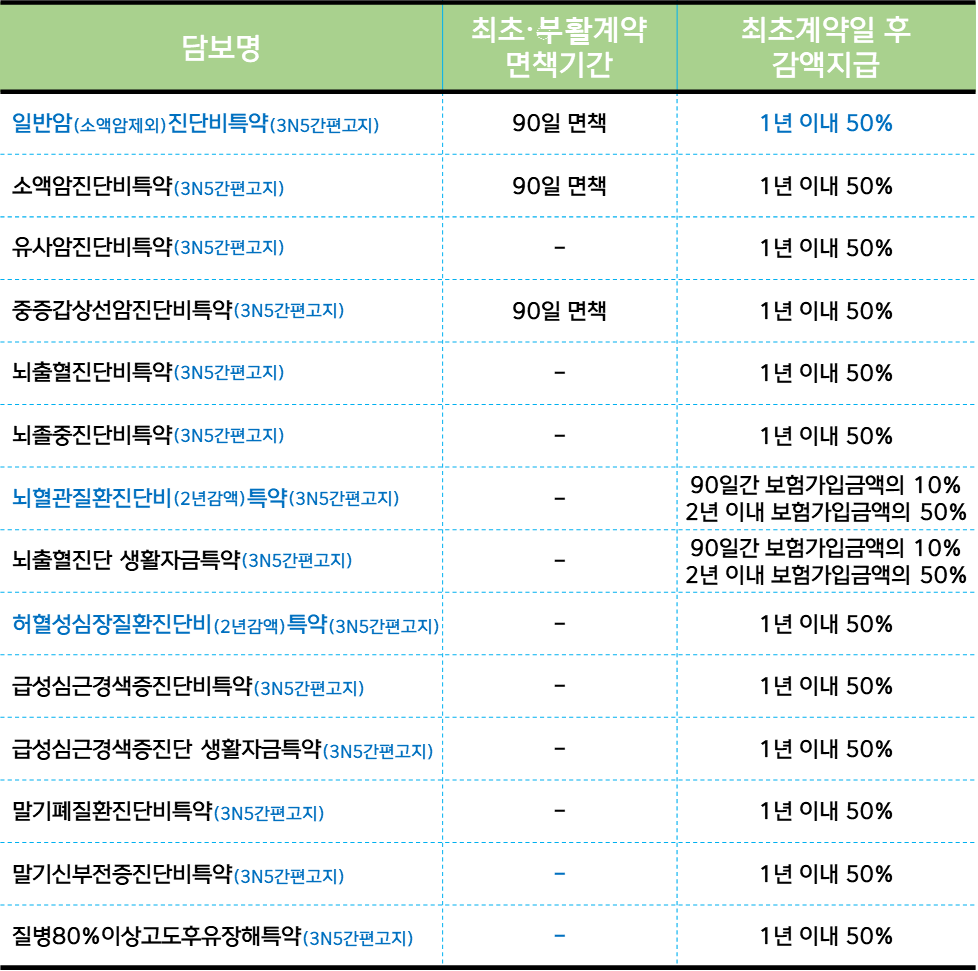 담보명
최초·부활계약
면책기간
최초계약일 후
감액지급
일반암(소액암제외)진단비특약(3N5간편고지) 90일 면책 1년 이내 50%
소액암진단비특약(3N5간편고지) 90일 면책 1년 이내 50%
유사암진단비특약(3N5간편고지) – 1년 이내 50%
중증갑상선암진단비특약(3N5간편고지) 90일 면책 1년 이내 50%
뇌출혈진단비특약(3N5간편고지) – 1년 이내 50%
뇌졸중진단비특약(3N5간편고지) – 1년 이내 50%
뇌혈관질환진단비(2년감액)특약(3N5간편고지) – 90일간 보험가입금액의 10%
2년 이내 보험가입금액의 50%
뇌출혈진단 생활자금특약(3N5간편고지) – 90일간 보험가입금액의 10%
2년 이내 보험가입금액의 50%
허혈성심장질환진단비(2년감액)특약(3N5간편고지) – 1년 이내 50%
급성심근경색증진단비특약(3N5간편고지) – 1년 이내 50%
급성심근경색증진단 생활자금특약(3N5간편고지) – 1년 이내 50%
말기폐질환진단비특약(3N5간편고지) – 1년 이내 50%
말기신부전증진단비특약(3N5간편고지) – 1년 이내 50%
질병80%이상고도후유장해특약(3N5간편고지) – 1년 이내 50%